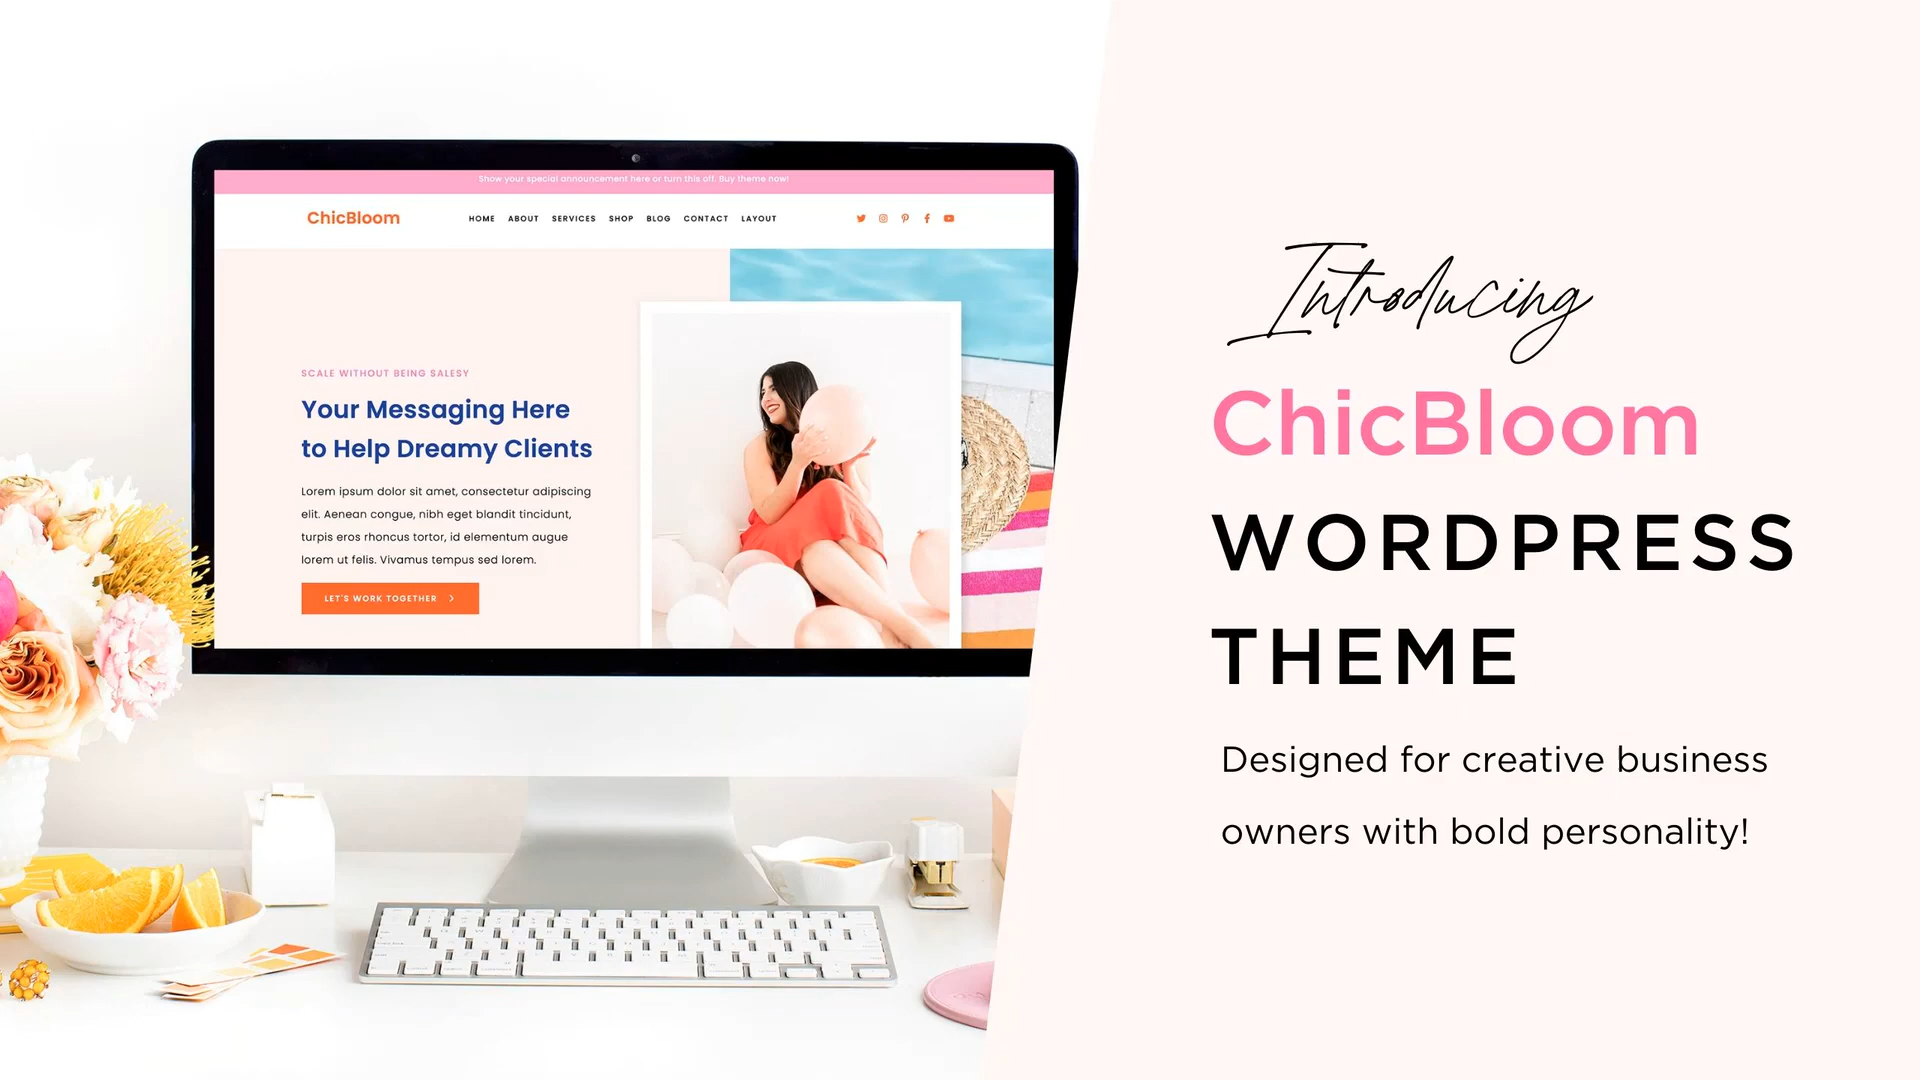 Show your special announcement here or turn this off. Buy theme now!
ChicBloom
HOME ABOUT SERVICES SHOP BLOG CONTACT LAYOUT
SCALE WITHOUT BEING SALESY
Your Messaging Here
to Help Dreamy Clients
Lorem ipsum dolor sit amet, consectetur adipiscing
elit. Aenean congue, nibh eget blandit tincidunt,
turpis eros rhoncus tortor, id elementum augue
lorem ut felis. Vivamus tempus sed lorem.
LET'S WORK TOGETHER
Introducing
ChicBloom
WORDPRESS
THEME
Designed for creative business
owners with bold personality!